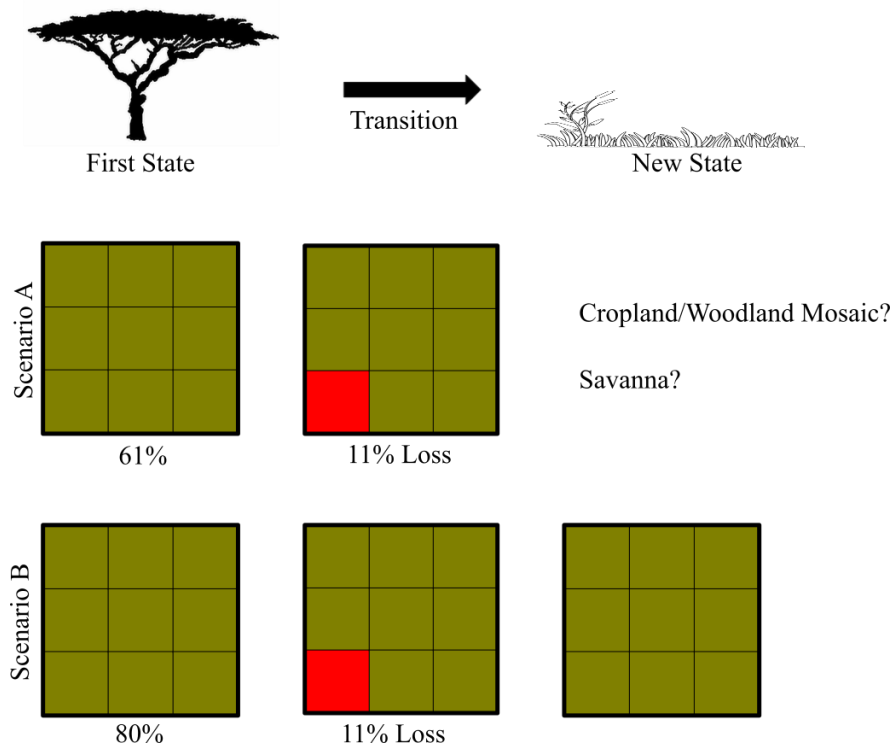 Transition
First State
New State
Scenario A
Cropland/Woodland Mosaic?
Savanna?
61%
11% Loss
Scenario B
80%
11% Loss